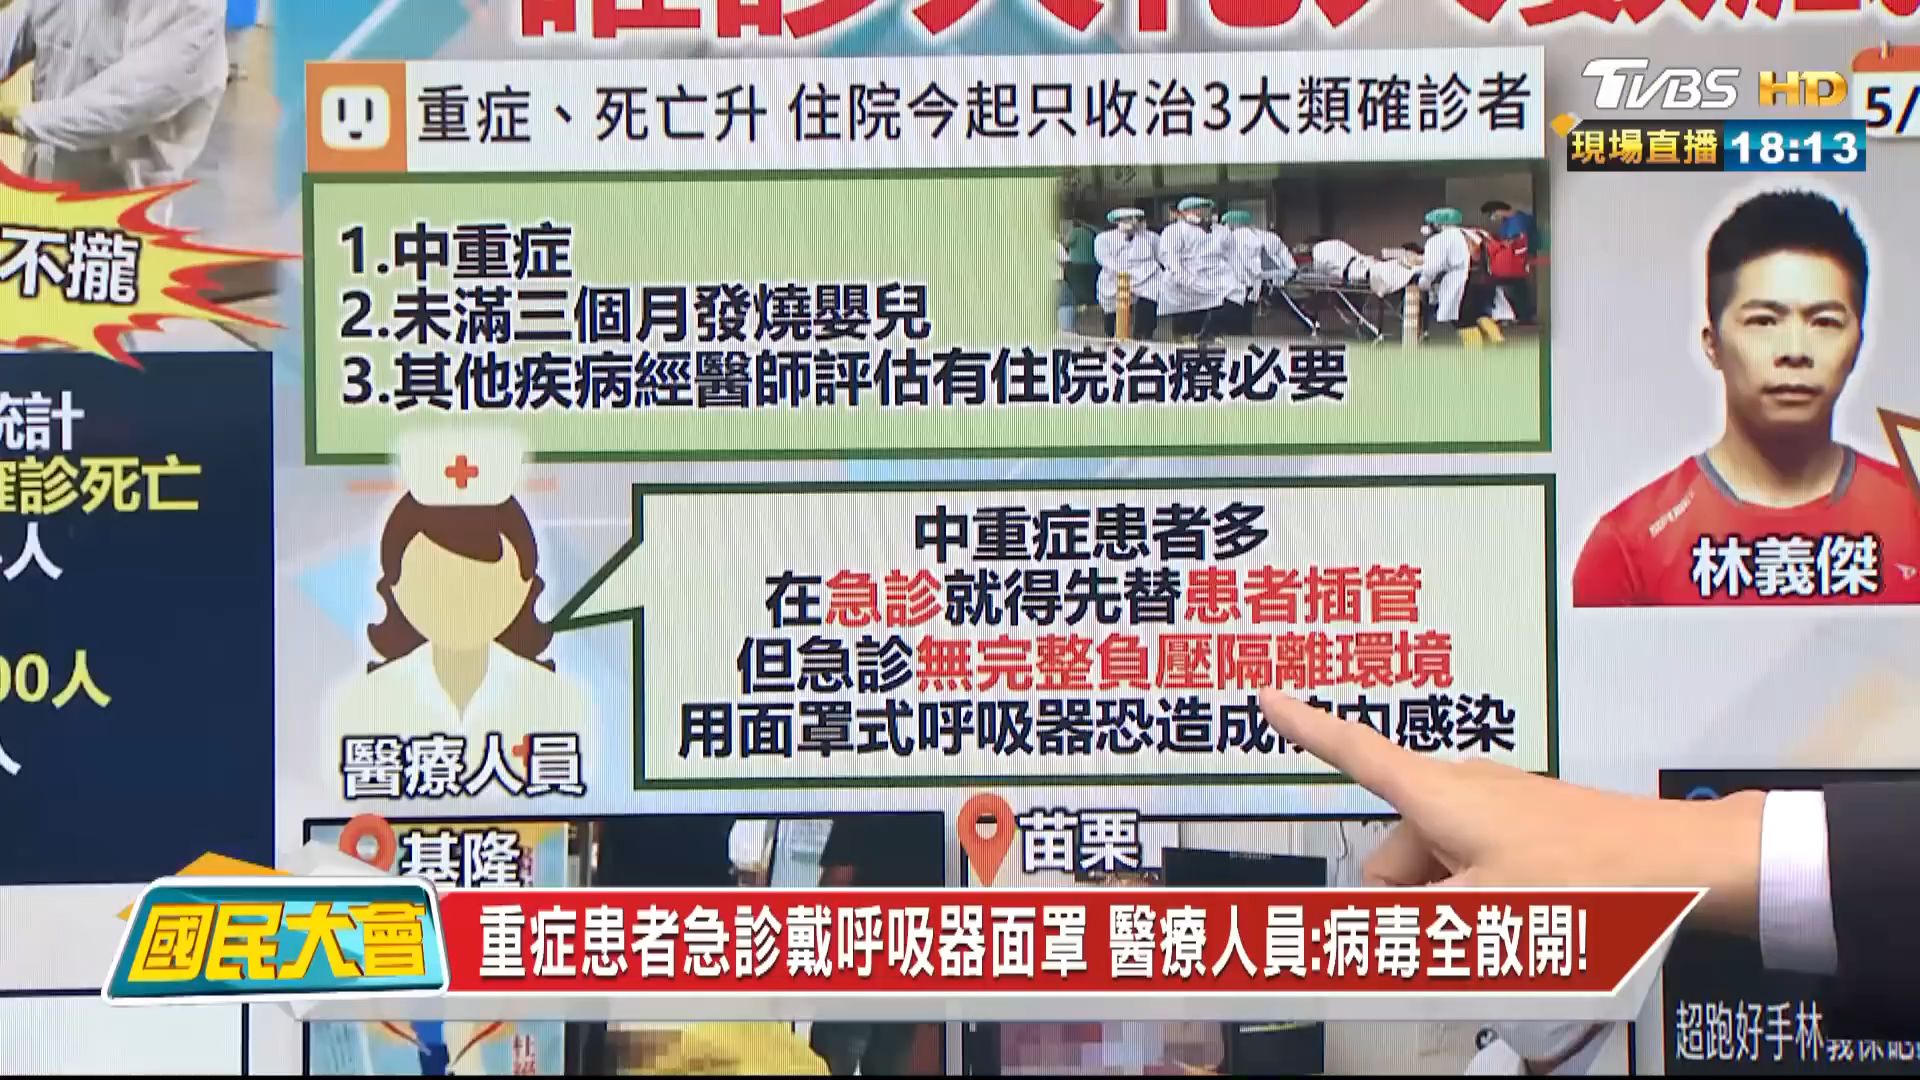 重症、死亡升 住院今起只收治3大類確診者
TVBS HD
5/
現場直播 18:13
1.中重症
2.未滿三個月發燒嬰兒
3.其他疾病經醫師評估有住院治療必要
不攏
統計
確診死亡
人
00人
人
中重症患者多
在急診就得先替患者插管
但急診無完整負壓隔離環境
用面罩式呼吸器恐造成院內感染
醫療人員
林義傑
基隆
苗栗
國民大會
重症患者急診戴呼吸器面罩 醫療人員:病毒全散開!
超跑好手林